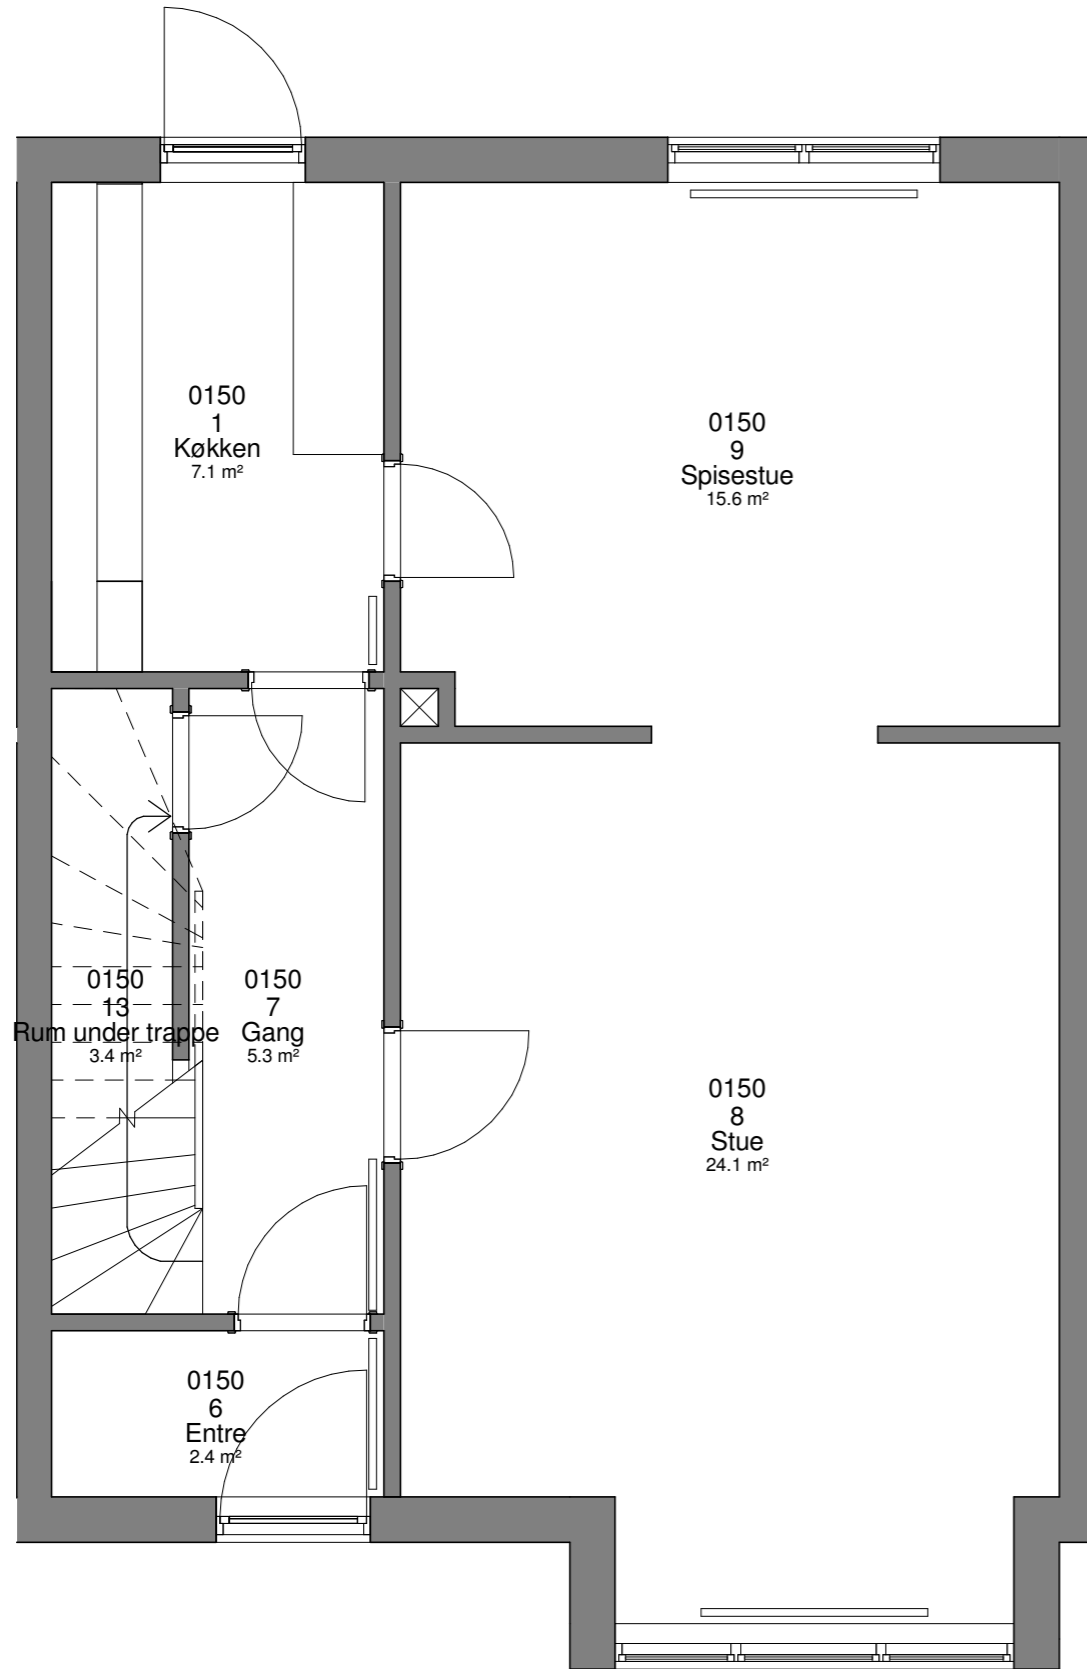 0150
1
Køkken
7.1 m²
0150
9
Spisestue
15.6 m²
0150
13
Rum under trappe
3.4 m²
0150
7
Gang
5.3 m²
0150
8
Stue
24.1 m²
0150
6
Entre
2.4 m²